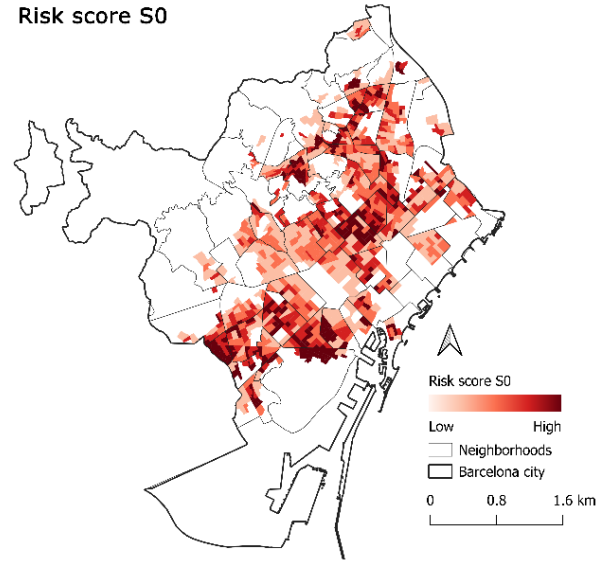 Risk score S0
Risk score S0
Low High
Neighborhoods
Barcelona city
0 0.8 1.6 km